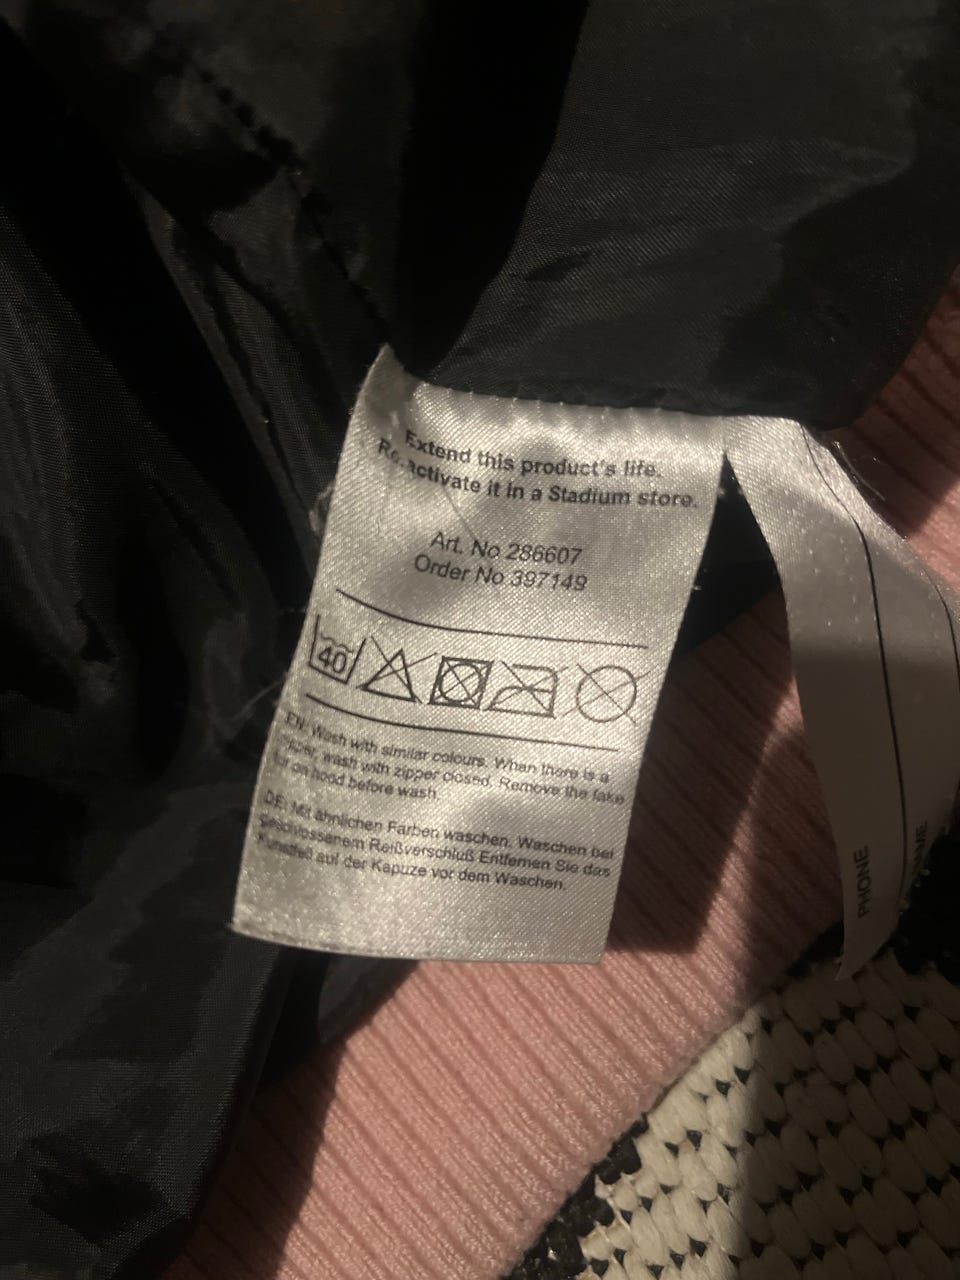 Extend this product's life.
Re-activate it in a Stadium store.
Art. No 286607
Order No 397149
40
EN: Wash with similar colours. When there is a
zipper, wash with zipper closed. Remove the fake
fur on hood before wash.
DE: Mit ähnlichen Farben waschen. Waschen bei
geschlossenem Reißverschluß Entfernen Sie das
Kunstfell auf der Kapuze vor dem Waschen.
PHONE